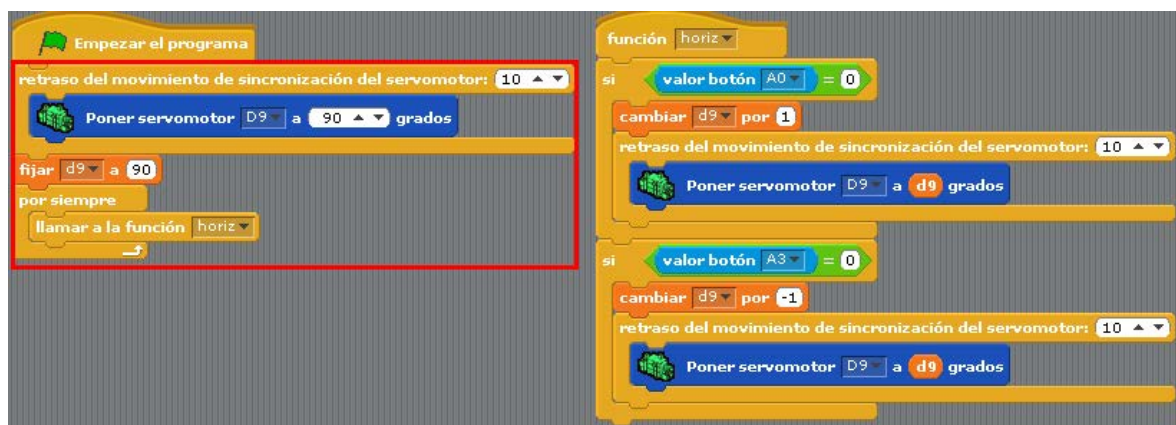 Empezar el programa
retraso del movimiento de sincronización del servomotor: 10
Poner servomotor D9 a 90 grados
fijar d9 a 90
por siempre
llamar a la función horiz
función horiz
si valor botón A0 = 0
cambiar d9 por 1
retraso del movimiento de sincronización del servomotor: 10
Poner servomotor D9 a d9 grados
si valor botón A3 = 0
cambiar d9 por -1
retraso del movimiento de sincronización del servomotor: 10
Poner servomotor D9 a d9 grados